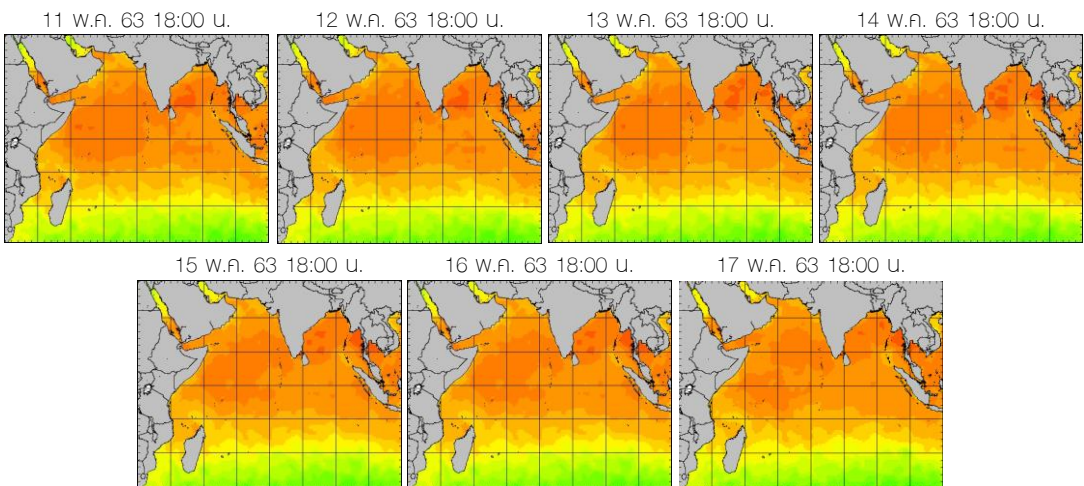 11 พ.ค. 63 18:00 น.
12 พ.ค. 63 18:00 น.
13 พ.ค. 63 18:00 น.
14 พ.ค. 63 18:00 น.
15 พ.ค. 63 18:00 น.
16 พ.ค. 63 18:00 น.
17 พ.ค. 63 18:00 น.